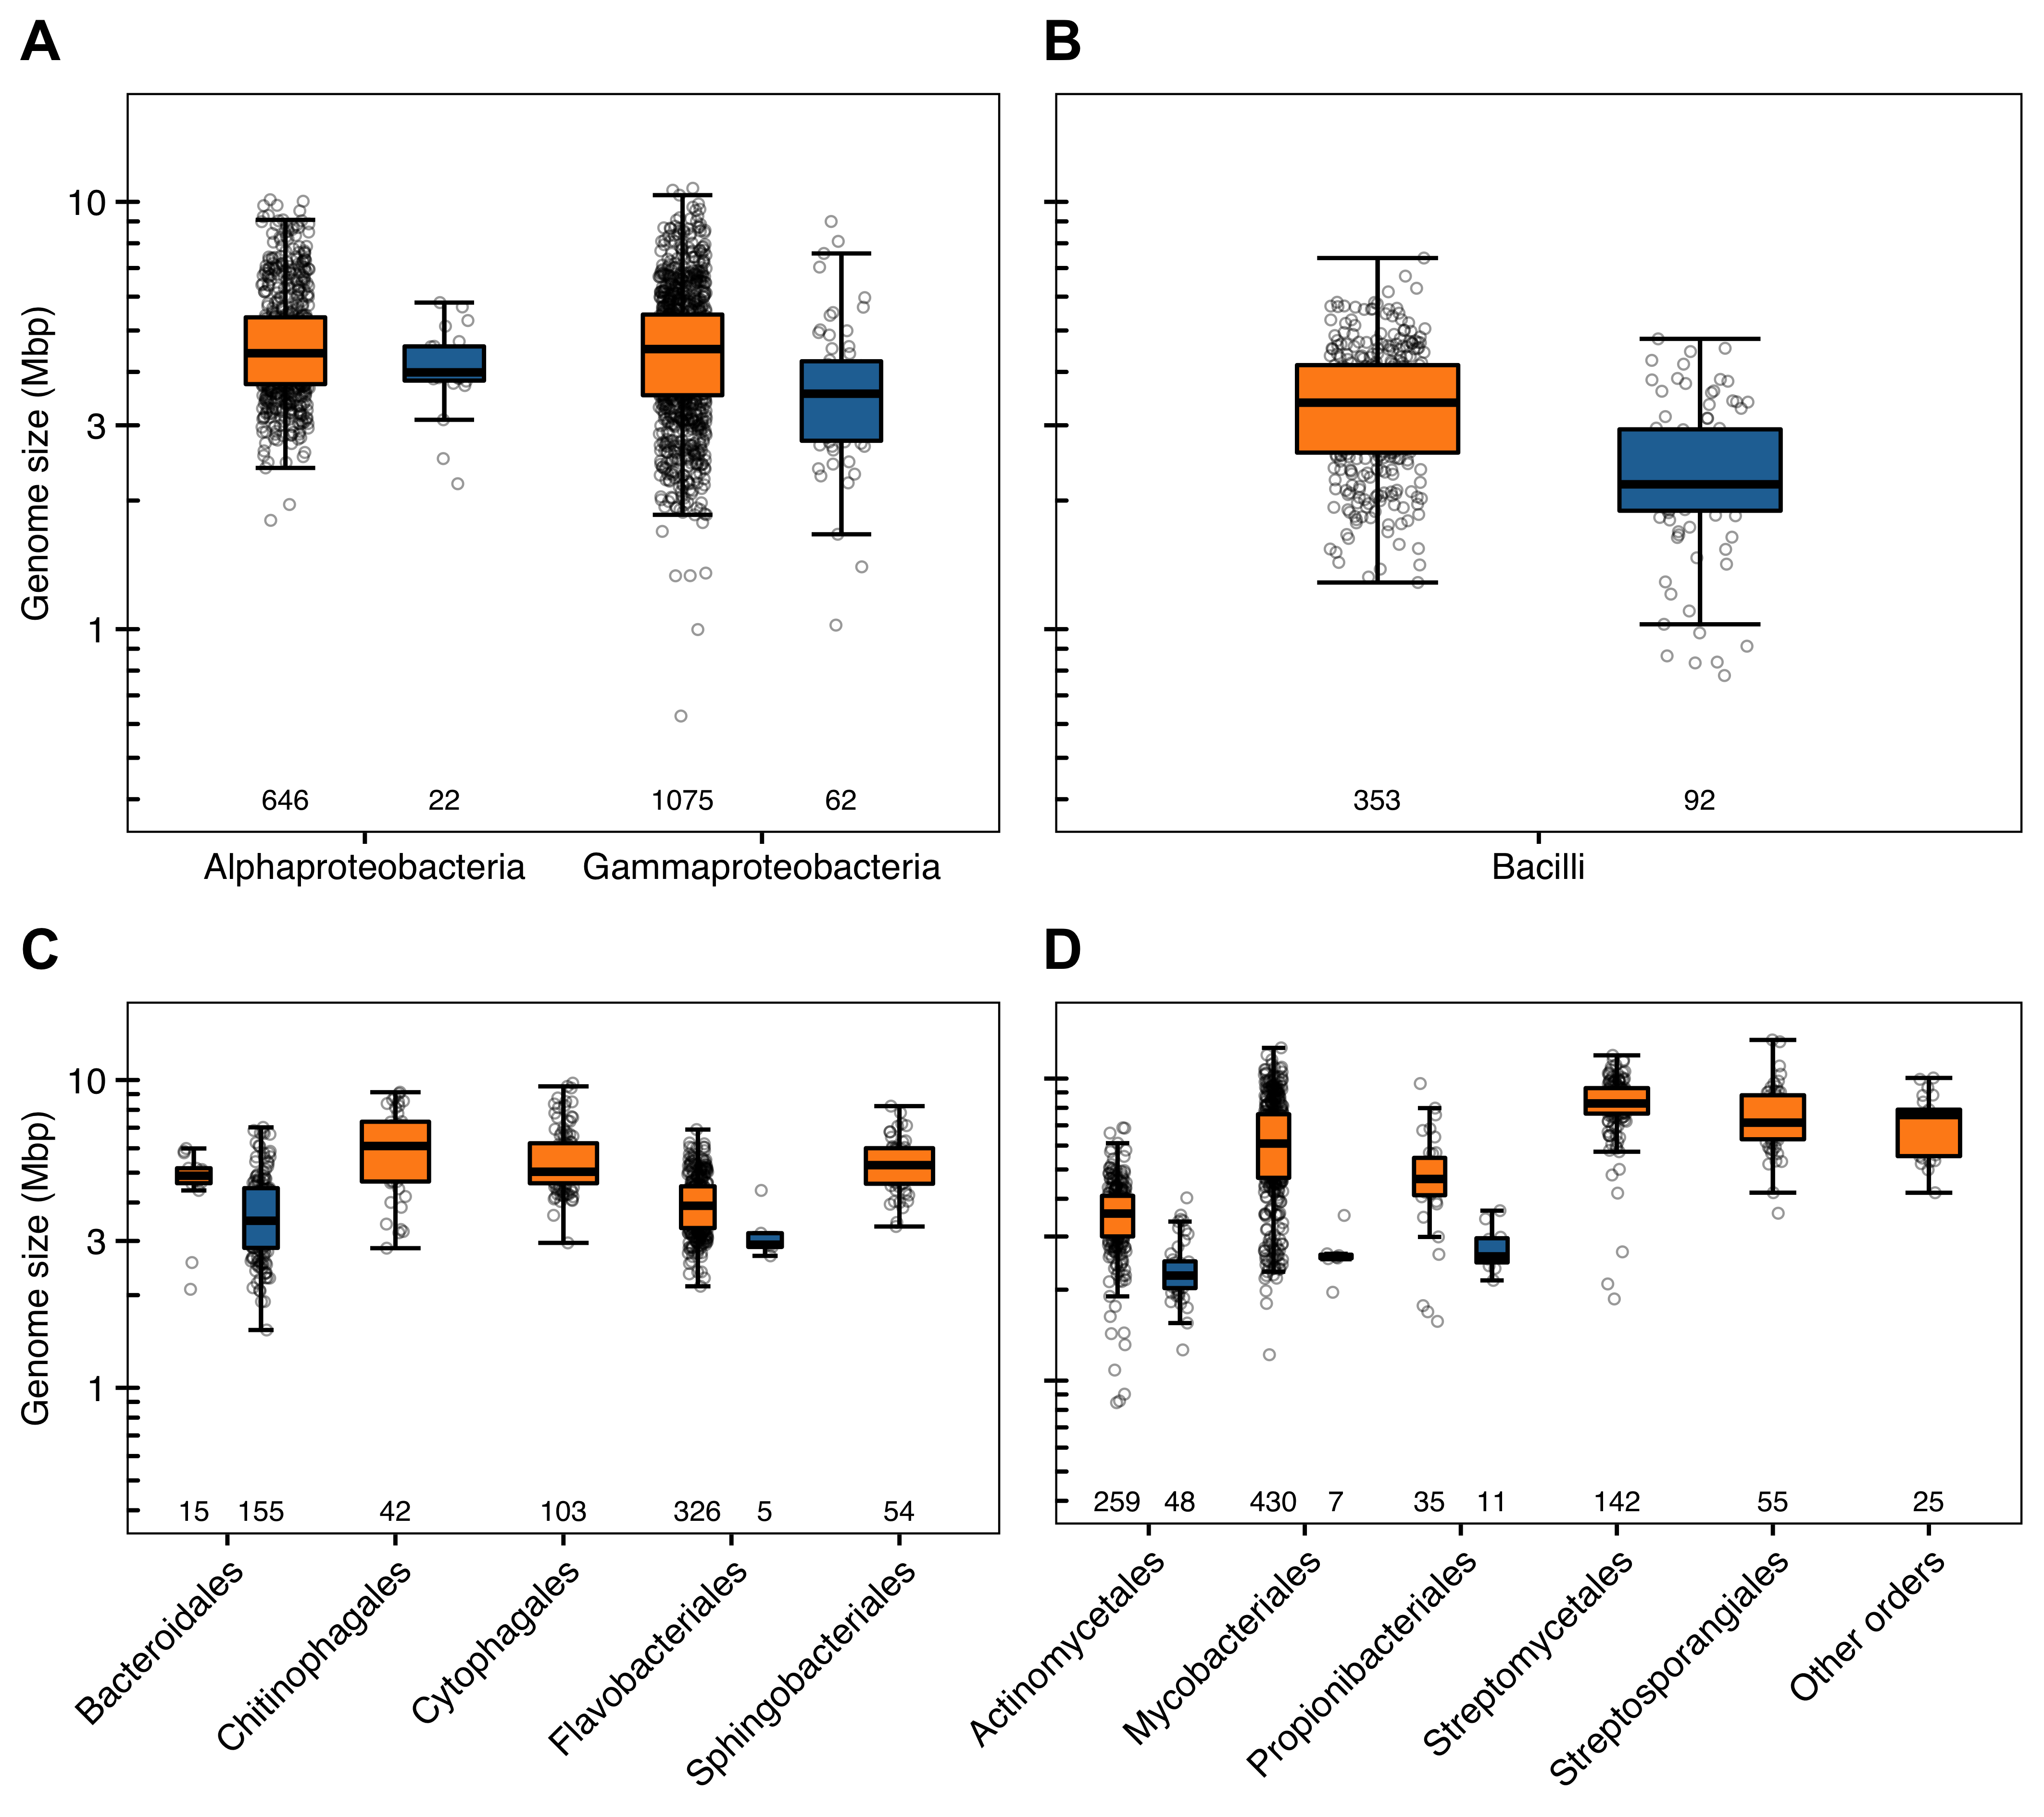 A
B
Genome size (Mbp)
10
3
1
646 22 1075 62
353 92
Alphaproteobacteria Gammaproteobacteria
Bacilli
C
D
Genome size (Mbp)
10
3
1
15 155 42 103 326 5 54
259 48 430 7 35 11 142 55 25
Bacteroidales
Chitinophagales
Cytophagales
Flavobacteriales
Sphingobacteriales
Actinomycetales
Mycobacteriales
Propionibacteriales
Streptomycetales
Streptosporangiales
Other orders